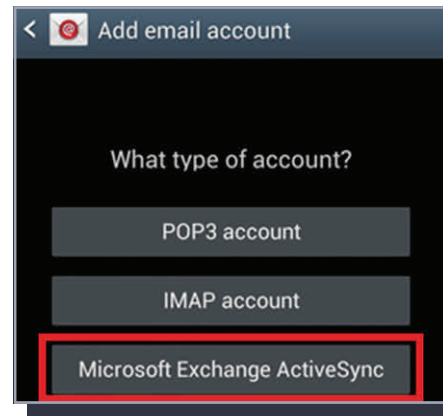 Add email account
What type of account?
POP3 account
IMAP account
Microsoft Exchange ActiveSync